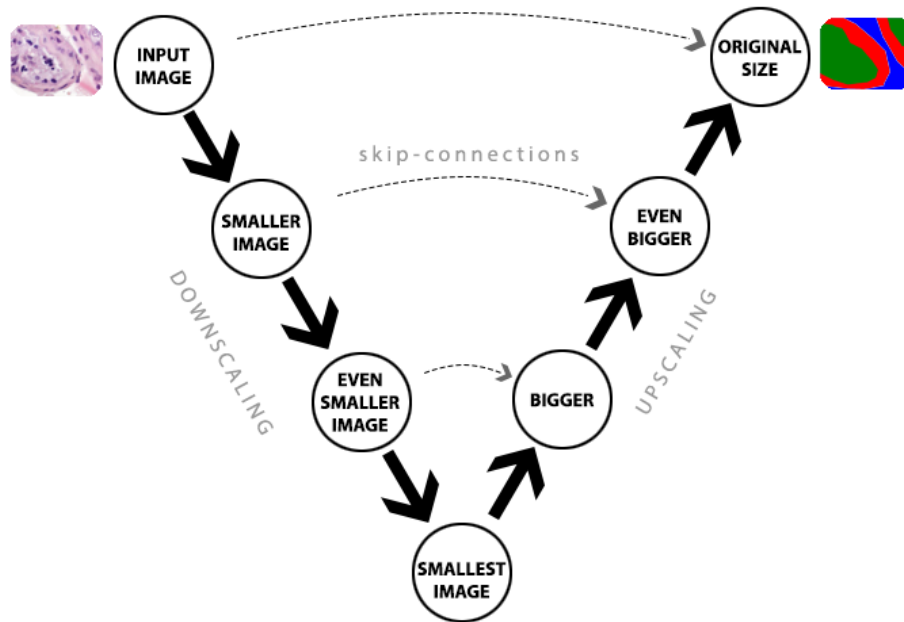 INPUT
IMAGE
ORIGINAL
SIZE
skip-connections
SMALLER
IMAGE
EVEN
BIGGER
DOWNSCALING
UPSCALING
EVEN
SMALLER
IMAGE
BIGGER
SMALLEST
IMAGE